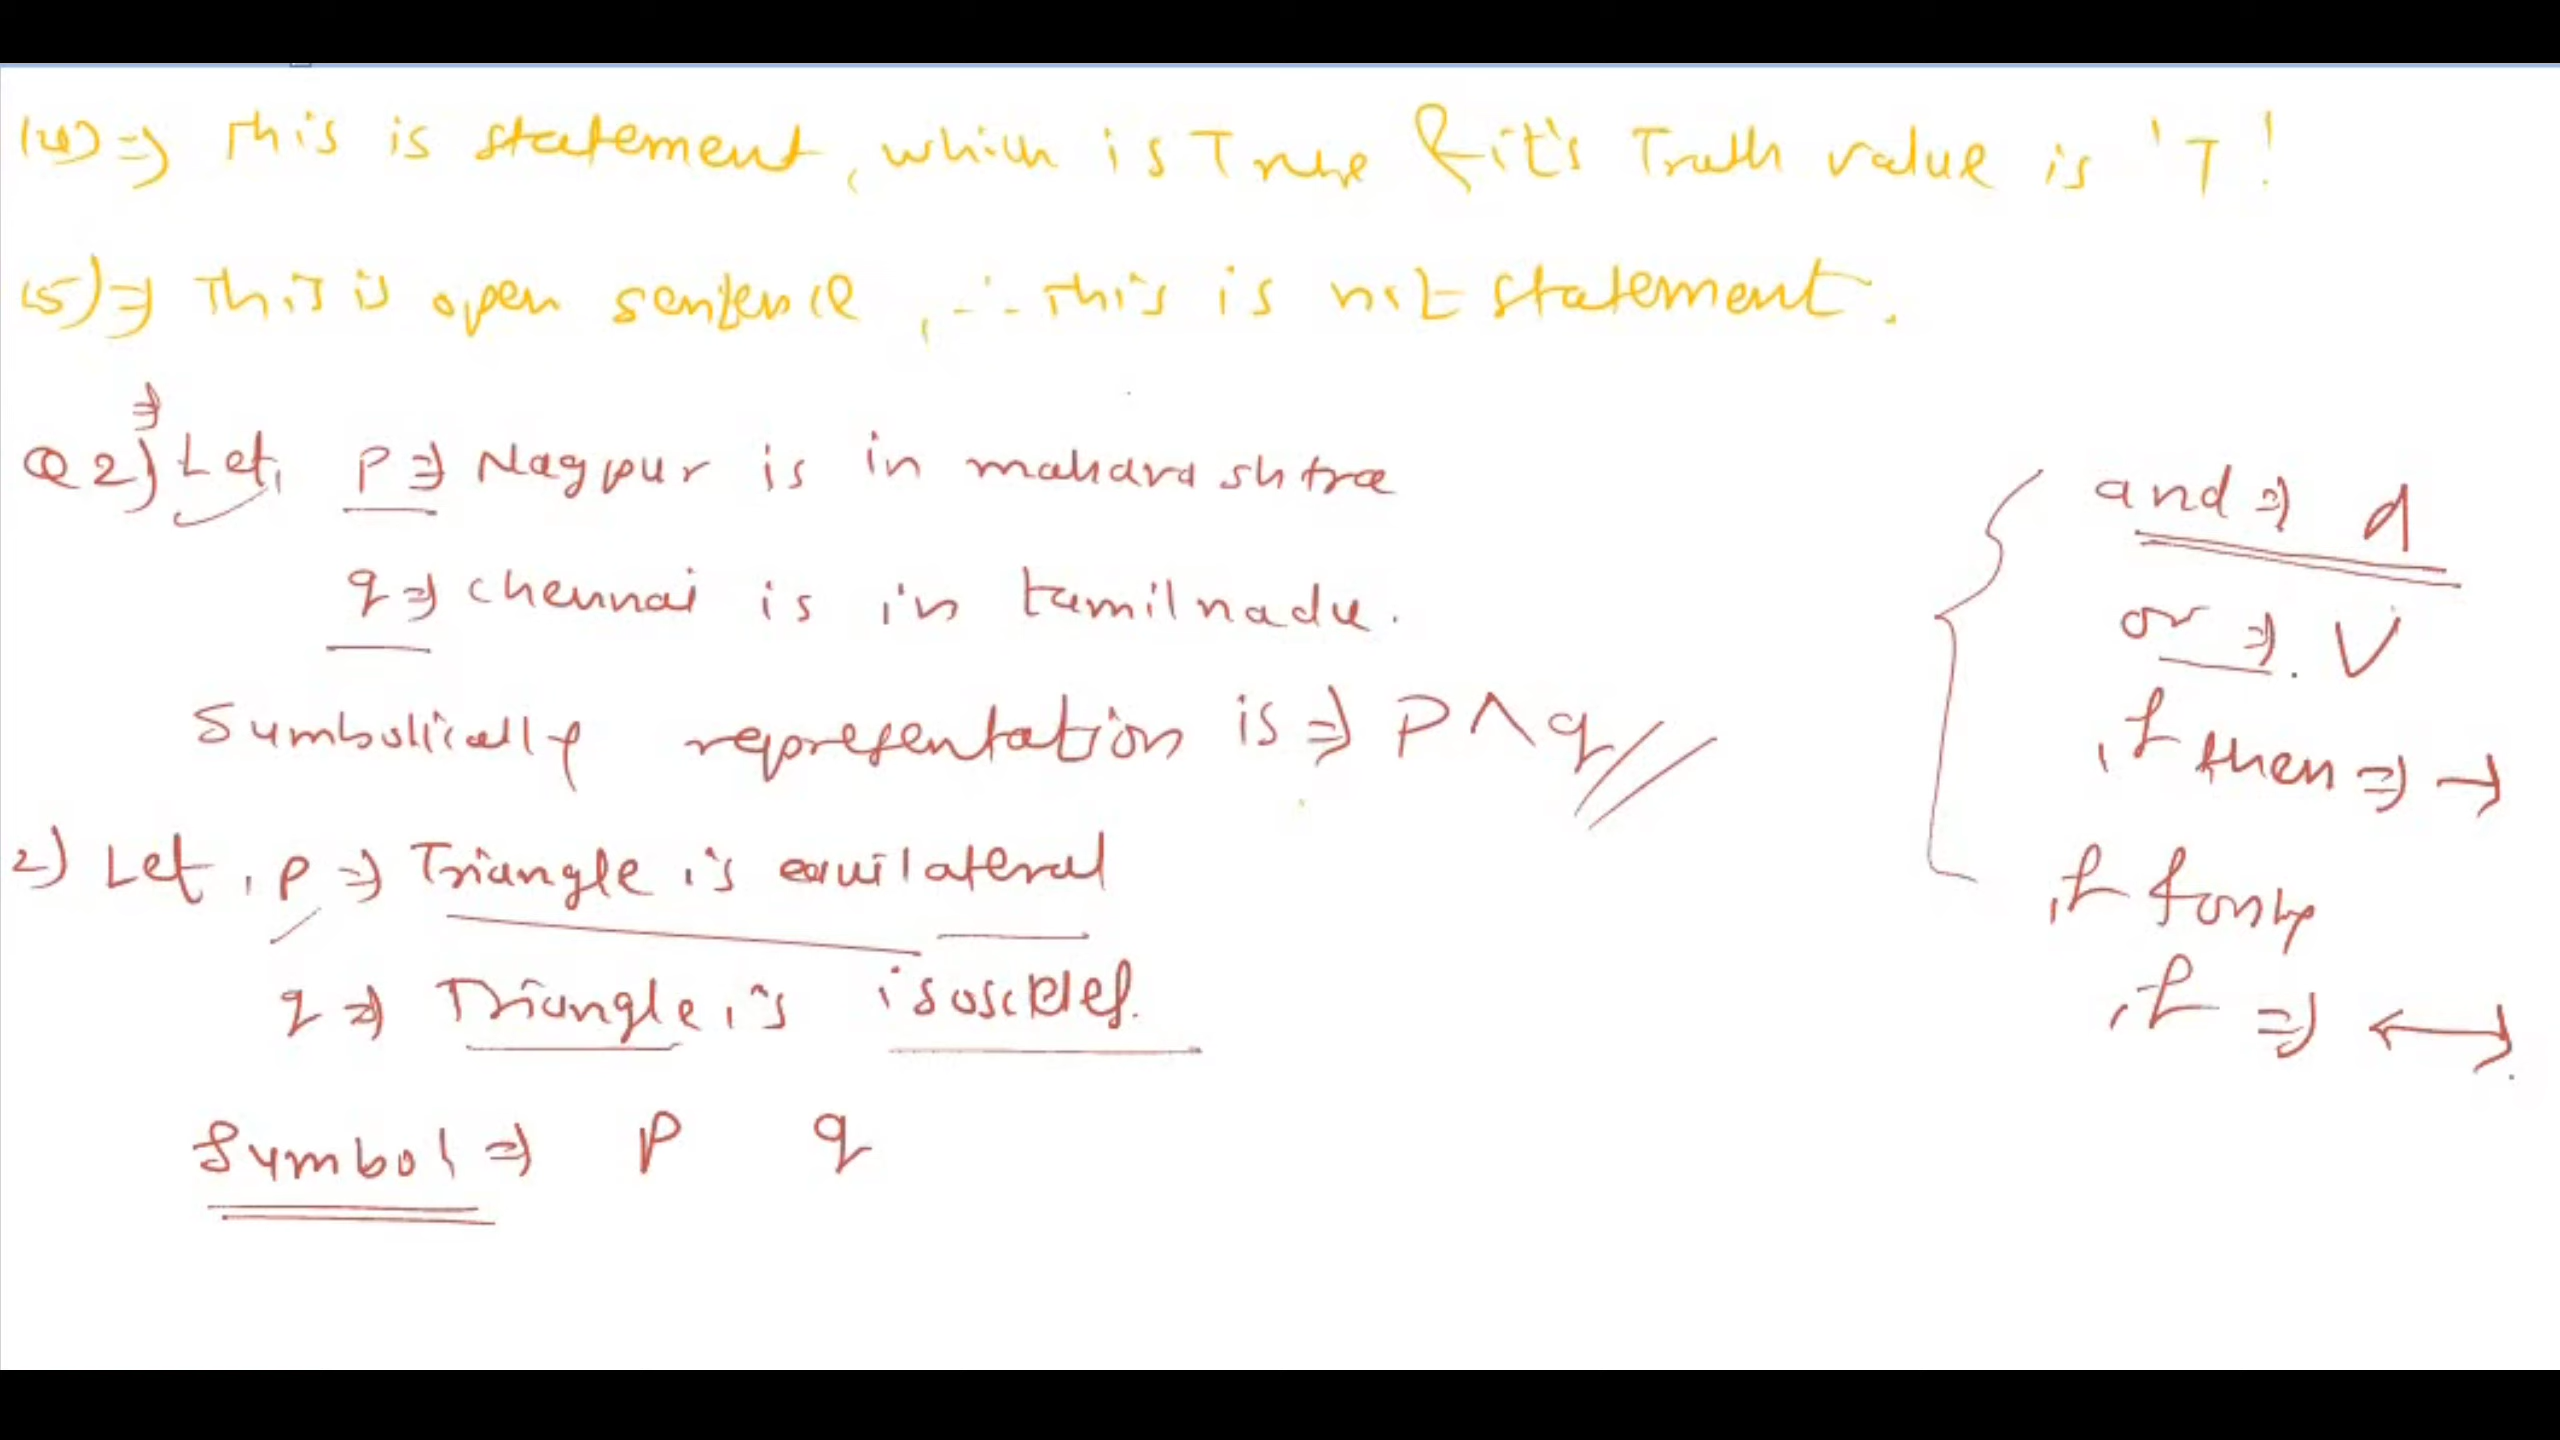 (4) ⇒ This is statement, which is True & it's Truth value is 'T'
(5) ⇒ This is open sentence, ∴ This is not statement.
⇒
Q2) Let, p ⇒ Nagpur is in maharashtra
q ⇒ chennai is in tamilnadu.
Symbolically representation is ⇒ p ∧ q
2) Let, p ⇒ Triangle is equilateral
q ⇒ Triangle is isosceles.
Symbol ⇒ p q
and ⇒ ∧
or ⇒ ∨
if then ⇒ →
if & only
if ⇒ ↔